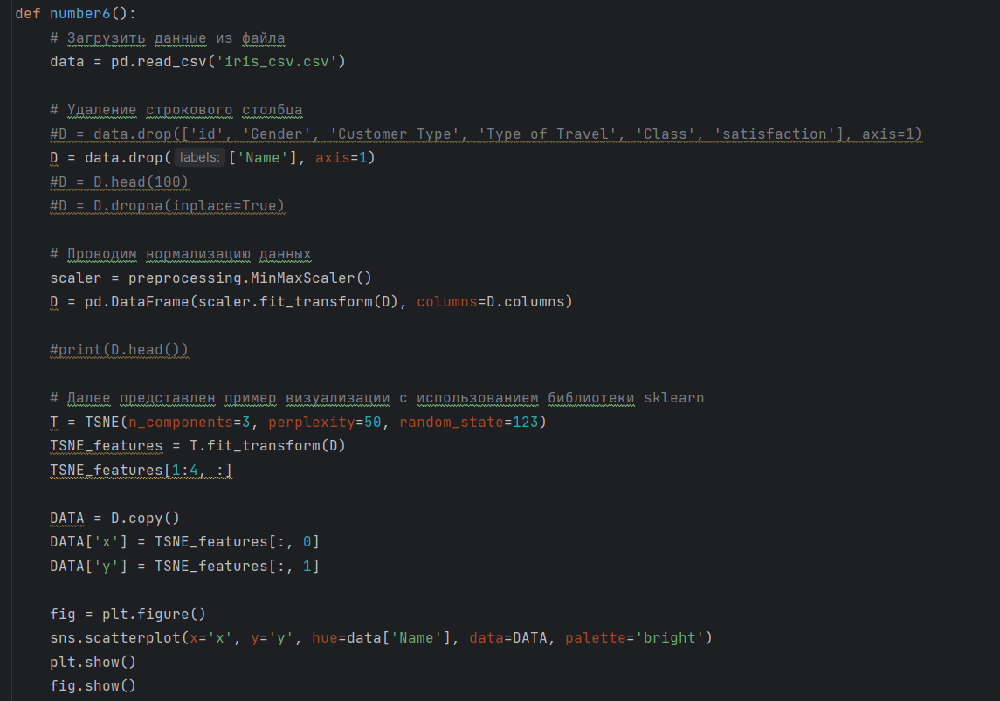 def number6():
# Загрузить данные из файла
data = pd.read_csv('iris_csv.csv')
# Удаление строкового столбца
#D = data.drop(['id', 'Gender', 'Customer Type', 'Type of Travel', 'Class', 'satisfaction'], axis=1)
D = data.drop( labels: ['Name'], axis=1)
#D = D.head(100)
#D = D.dropna(inplace=True)
# Проводим нормализацию данных
scaler = preprocessing.MinMaxScaler()
D = pd.DataFrame(scaler.fit_transform(D), columns=D.columns)
#print(D.head())
# Далее представлен пример визуализации с использованием библиотеки sklearn
T = TSNE(n_components=3, perplexity=50, random_state=123)
TSNE_features = T.fit_transform(D)
TSNE_features[1:4, :]
DATA = D.copy()
DATA['x'] = TSNE_features[:, 0]
DATA['y'] = TSNE_features[:, 1]
fig = plt.figure()
sns.scatterplot(x='x', y='y', hue=data['Name'], data=DATA, palette='bright')
plt.show()
fig.show()